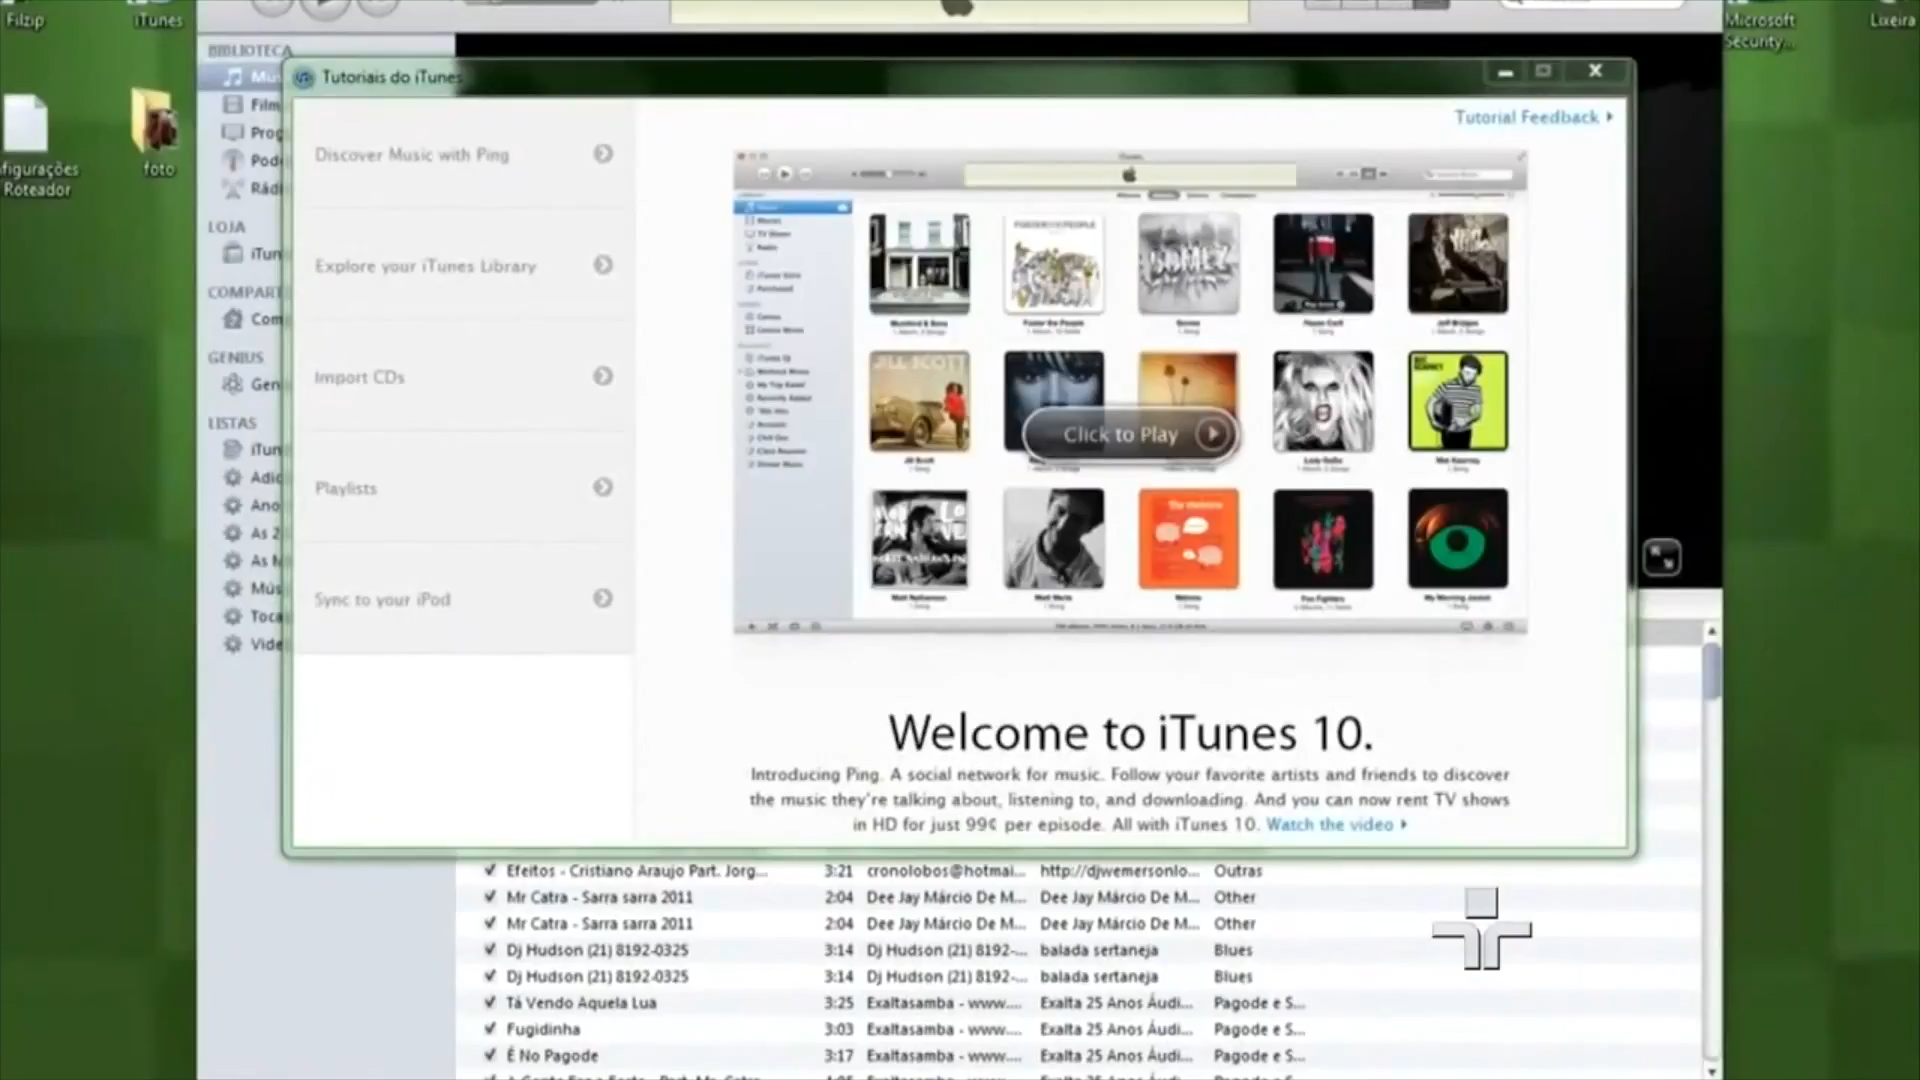 Filzip
iTunes
Microsoft
Security...
Lixeira
BIBLIOTECA
Tutoriais do iTunes
foto
figurações
Roteador
LOJA
GENIUS
LISTAS
Tutorial Feedback
Discover Music with Ping
Explore your iTunes Library
Import CDs
Playlists
Sync to your iPod
JILL SCOTT
Click to Play
Welcome to iTunes 10.
Introducing Ping. A social network for music. Follow your favorite artists and friends to discover
the music they're talking about, listening to, and downloading. And you can now rent TV shows
in HD for just 99¢ per episode. All with iTunes 10. Watch the video
Efeitos - Cristiano Araujo Part. Jorg... 3:21 cronolobos@hotmai... http://djwemersonlo... Outras
Mr Catra - Sarra sarra 2011 2:04 Dee Jay Márcio De M... Dee Jay Márcio De M... Other
Mr Catra - Sarra sarra 2011 2:04 Dee Jay Márcio De M... Dee Jay Márcio De M... Other
Dj Hudson (21) 8192-0325 3:14 Dj Hudson (21) 8192-... balada sertaneja Blues
Dj Hudson (21) 8192-0325 3:14 Dj Hudson (21) 8192-... balada sertaneja Blues
Tá Vendo Aquela Lua 3:25 Exaltasamba - www.... Exalta 25 Anos Áudi... Pagode e S...
Fugidinha 3:03 Exaltasamba - www.... Exalta 25 Anos Áudi... Pagode e S...
É No Pagode 3:17 Exaltasamba - www.... Exalta 25 Anos Áudi... Pagode e S...